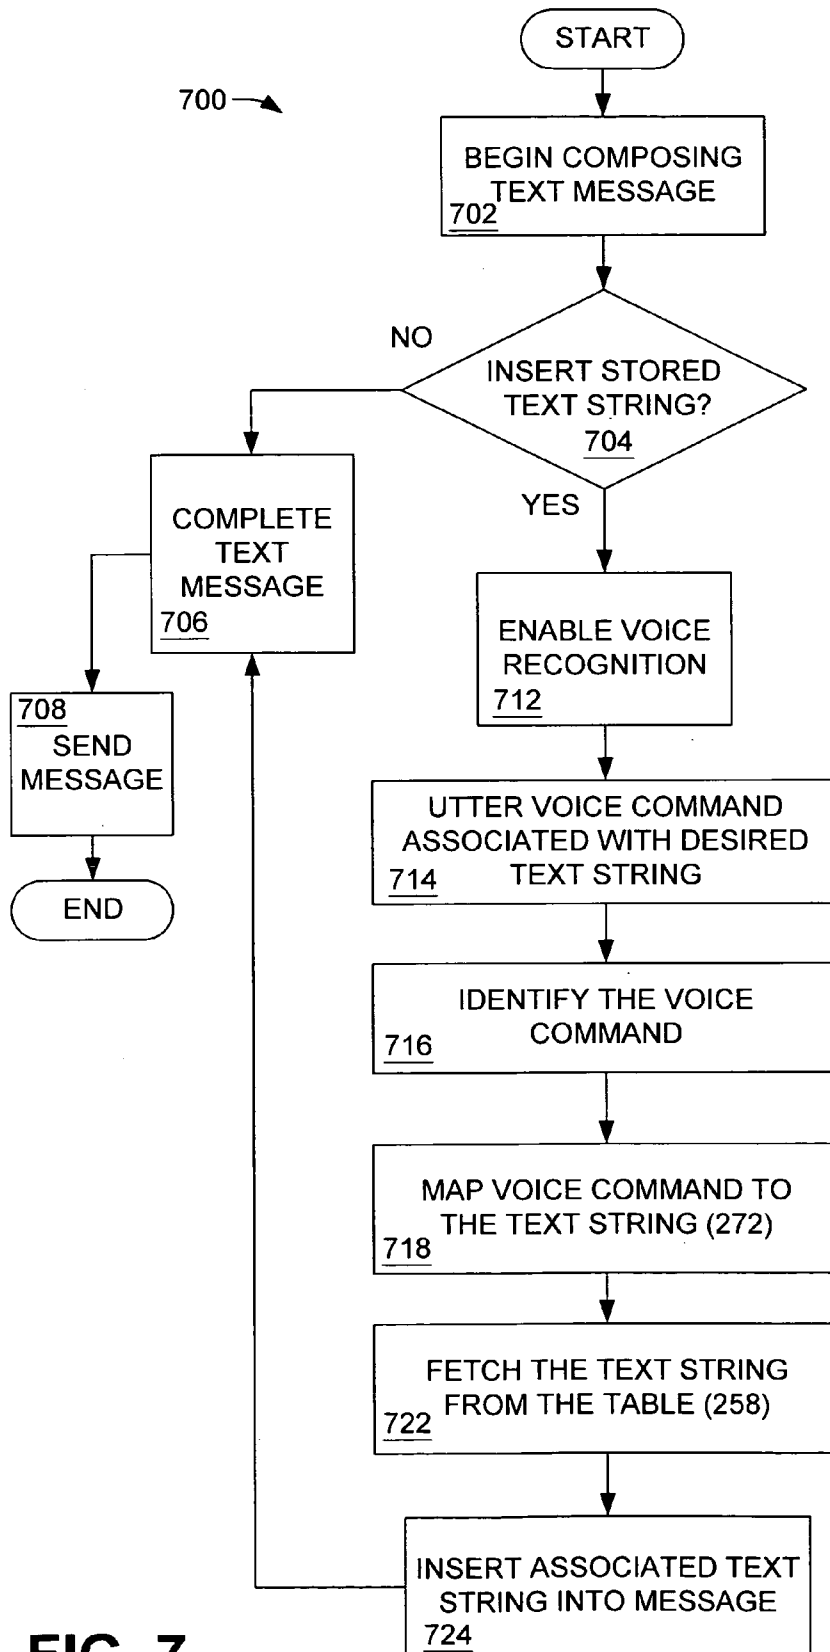 START
700
BEGIN COMPOSING
TEXT MESSAGE
702
NO
INSERT STORED
TEXT STRING?
704
YES
COMPLETE
TEXT
MESSAGE
706
ENABLE VOICE
RECOGNITION
712
708
SEND
MESSAGE
END
UTTER VOICE COMMAND
ASSOCIATED WITH DESIRED
TEXT STRING
714
IDENTIFY THE VOICE
COMMAND
716
MAP VOICE COMMAND TO
THE TEXT STRING (272)
718
FETCH THE TEXT STRING
FROM THE TABLE (258)
722
INSERT ASSOCIATED TEXT
STRING INTO MESSAGE
724
FIG. 7